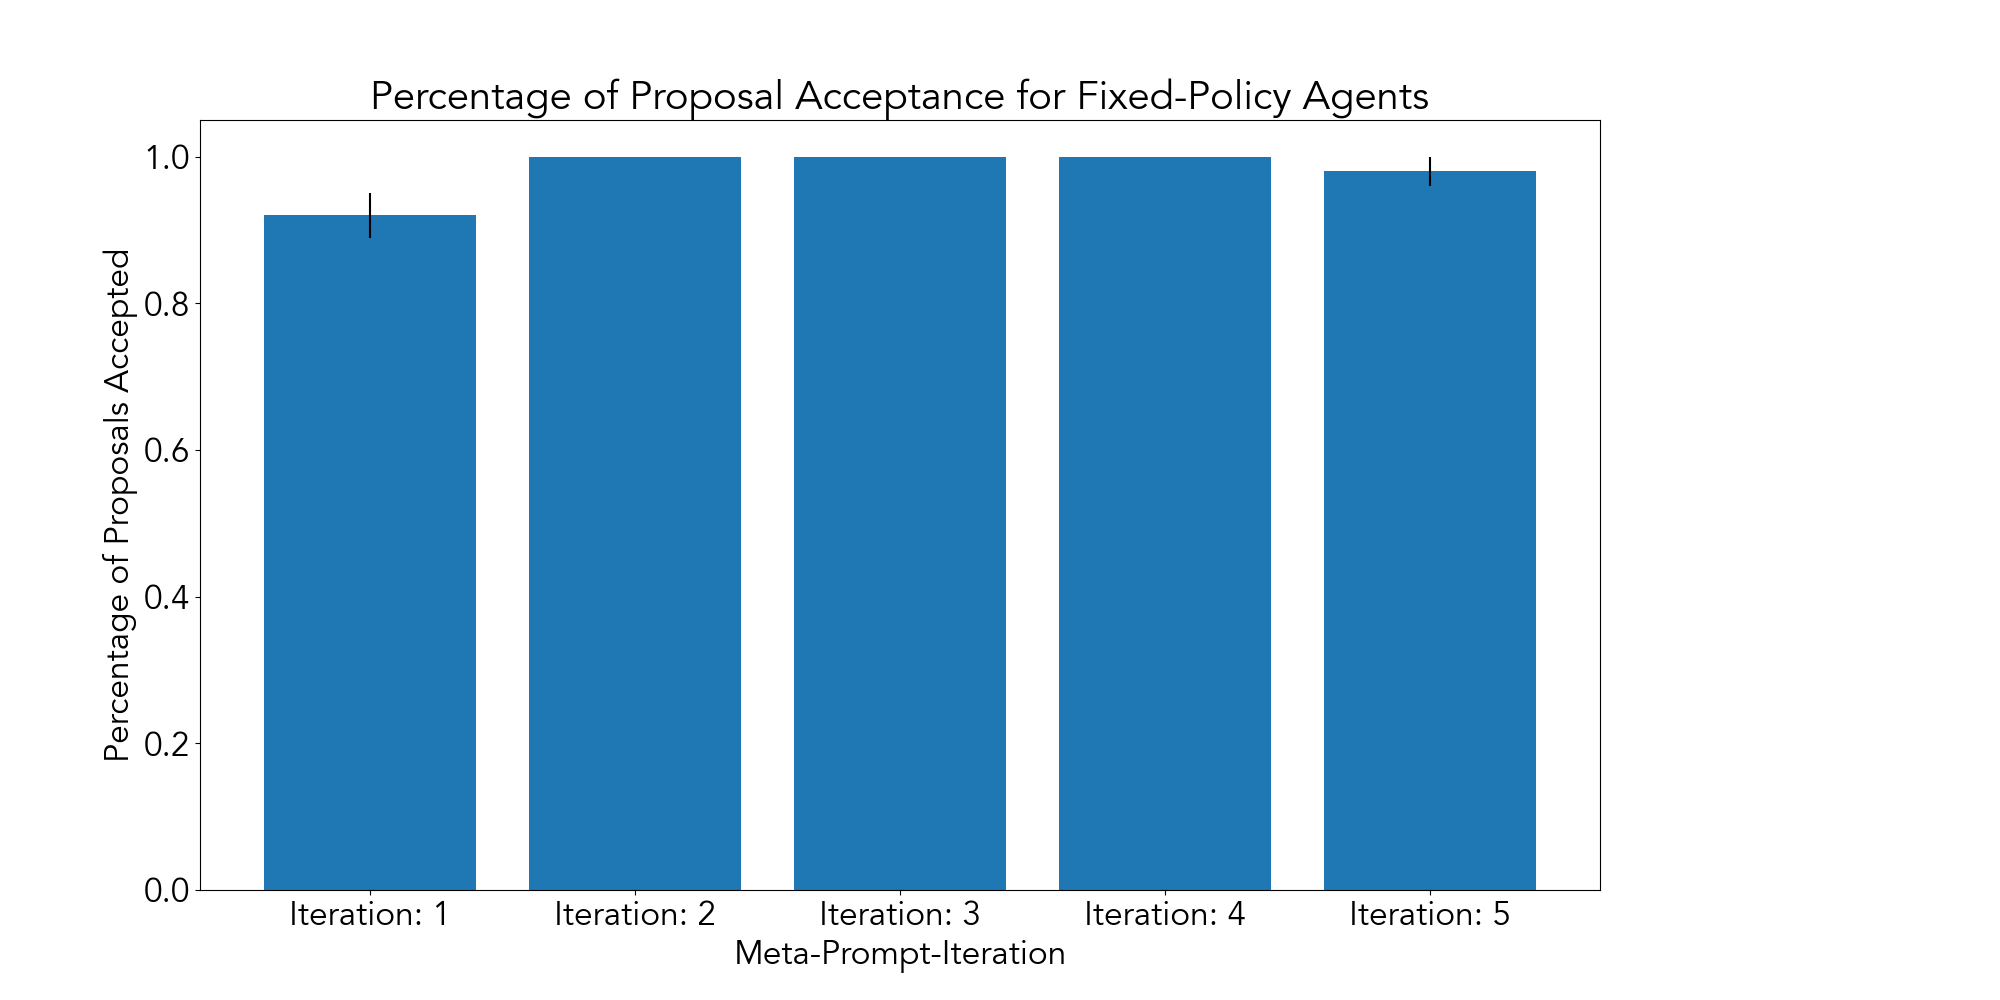 Percentage of Proposal Acceptance for Fixed-Policy Agents
Percentage of Proposals Accepted
1.0
0.8
0.6
0.4
0.2
0.0
Iteration: 1
Iteration: 2
Iteration: 3
Iteration: 4
Iteration: 5
Meta-Prompt-Iteration